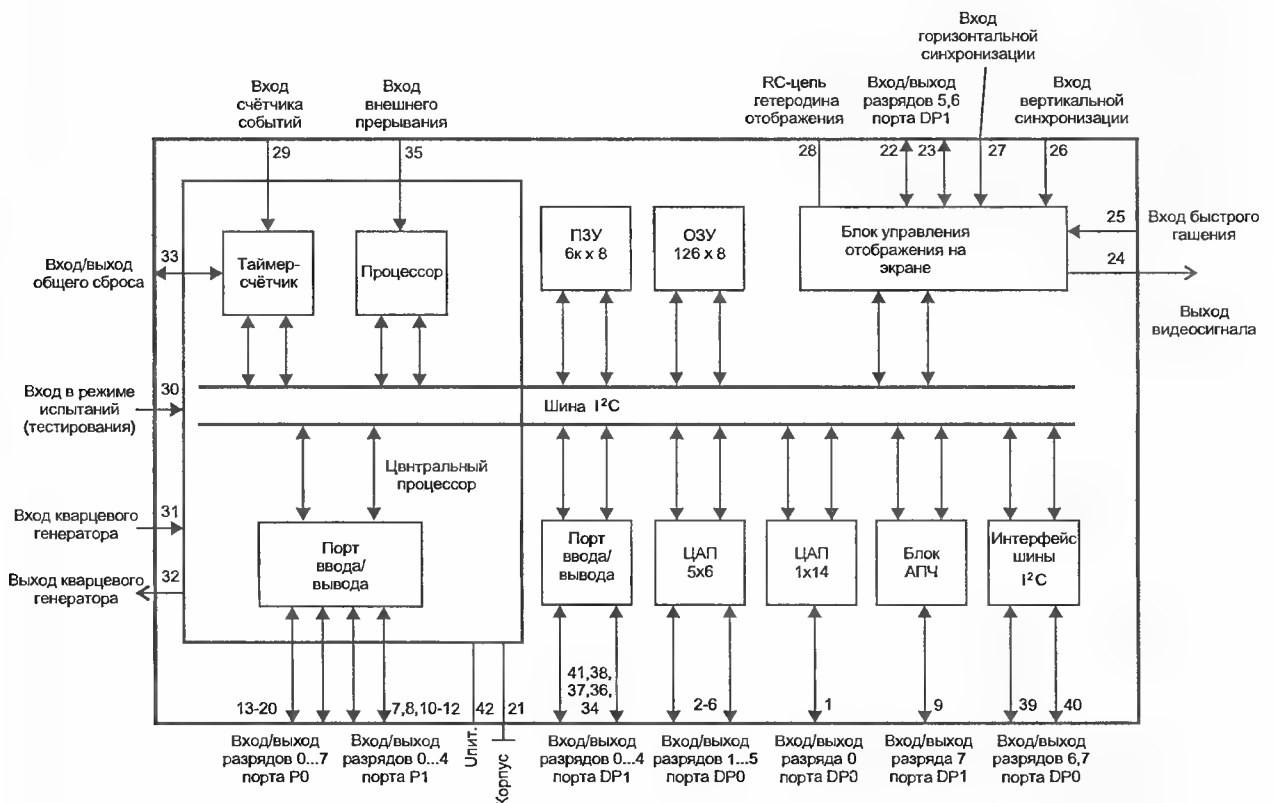 Вход
горизонтальной
синхронизации
Вход
счётчика
событий
Вход
внешнего
прерывания
RC-цепь
гетеродина
отображения
Вход/выход
разрядов 5,6
порта DP1
Вход
вертикальной
синхронизации
29
35
28
22
23
27
26
25
Вход быстрого
гашения
24
Выход
видеосигнала
33
Вход/выход
общего сброса
Таймер-
счётчик
Процессор
ПЗУ
6к x 8
ОЗУ
126 x 8
Блок управления
отображения на
экране
30
Вход в режиме
испытаний
(тестирования)
Шина I²C
Цвнтральный
процессор
31
Вход кварцевого
генератора
32
Выход кварцевого
генератора
Порт
ввода/
вывода
Порт
ввода/
вывода
ЦАП
5x6
ЦАП
1x14
Блок
АПЧ
Интерфейс
шины
I²C
13-20
7,8,10-12
42
21
41,38,
37,36,
34
2-6
1
9
39
40
Вход/выход
разрядов 0...7
порта P0
Вход/выход
разрядов 0...4
порта P1
Uпит.
Корпус
Вход/выход
разрядов 0...4
порта DP1
Вход/выход
разрядов 1...5
порта DP0
Вход/выход
разряда 0
порта DP0
Вход/выход
разряда 7
порта DP1
Вход/выход
разрядов 6,7
порта DP0